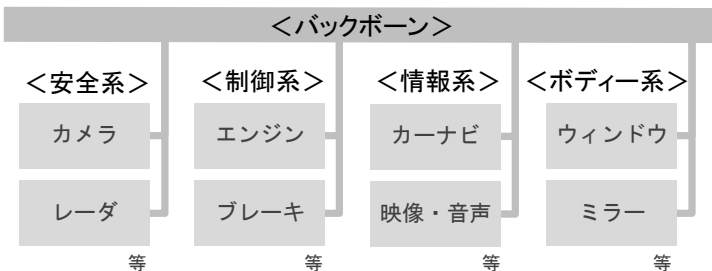 ＜バックボーン＞
＜安全系＞
＜制御系＞
＜情報系＞
＜ボディー系＞
カメラ
エンジン
カーナビ
ウィンドウ
レーダ
ブレーキ
映像・音声
ミラー
等
等
等
等